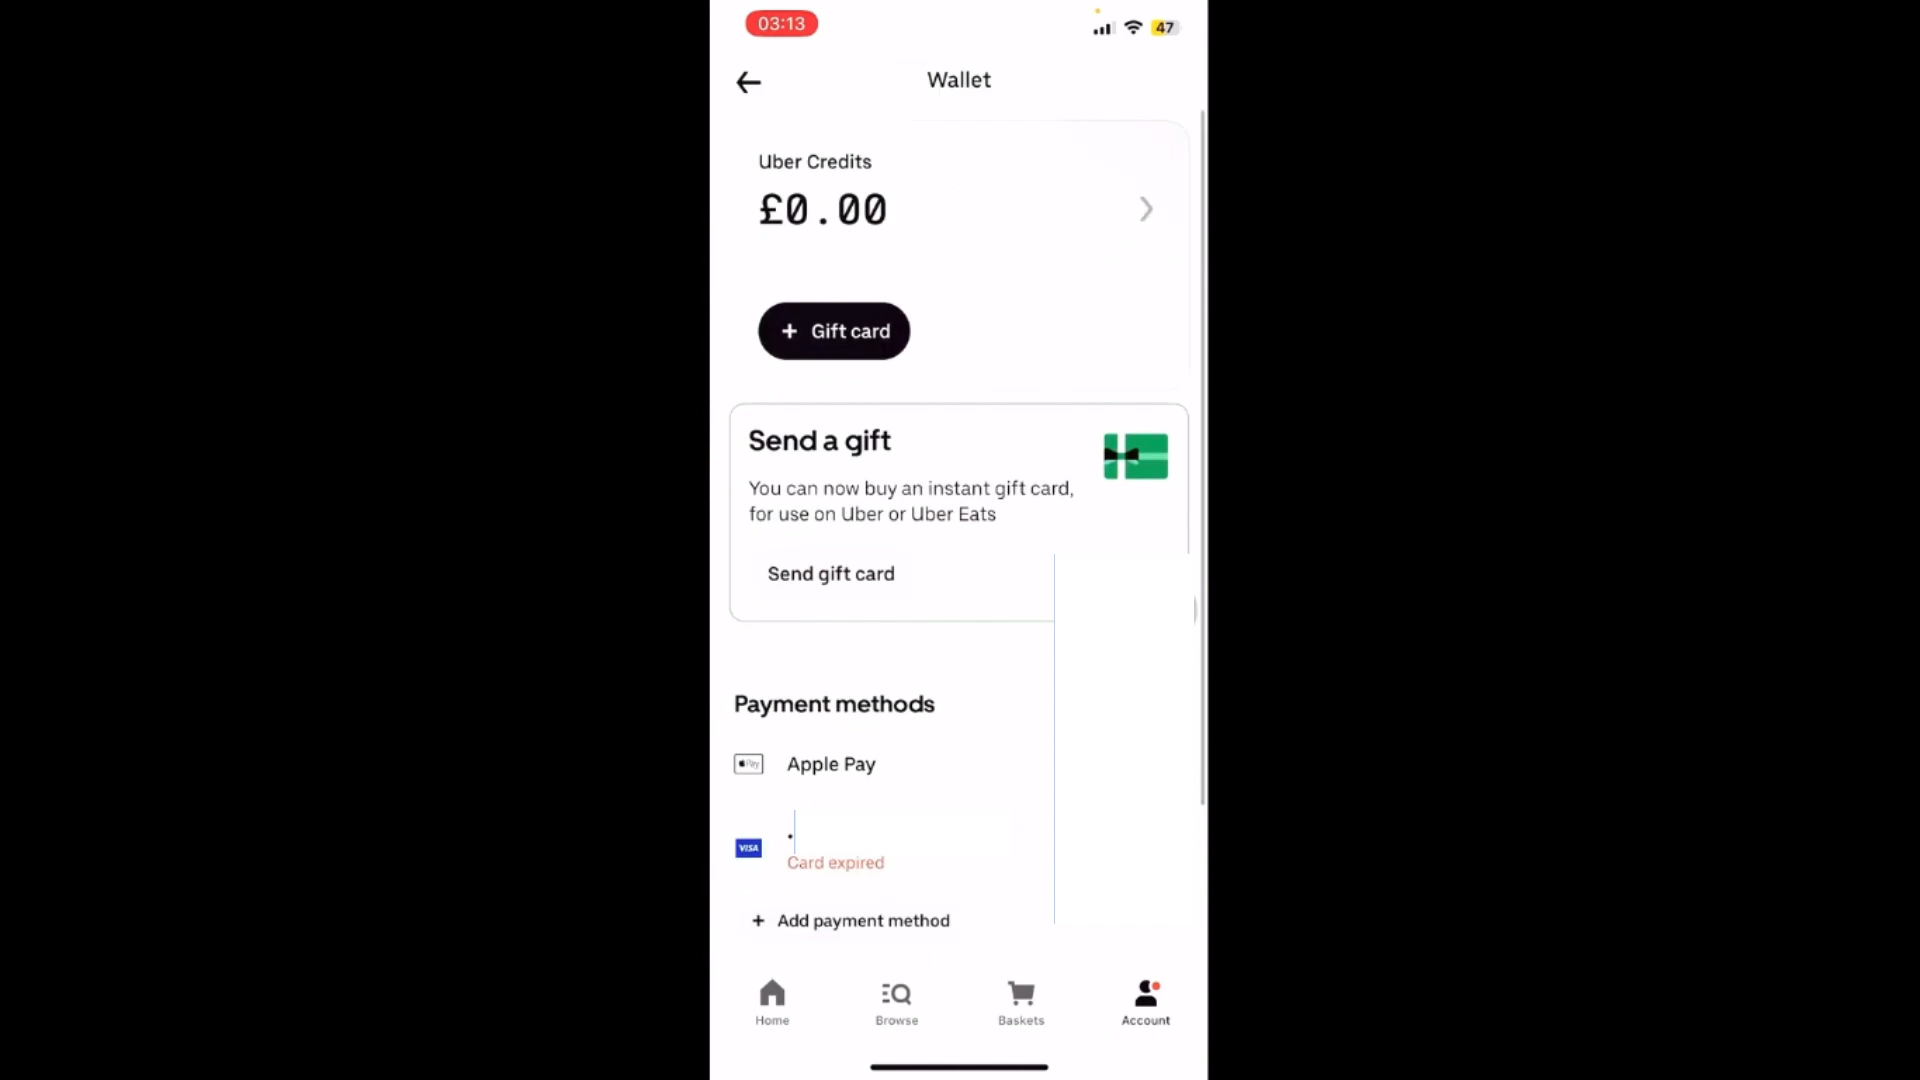 03:13
47
Wallet
Uber Credits
£0.00
+ Gift card
Send a gift
You can now buy an instant gift card,
for use on Uber or Uber Eats
Send gift card
Payment methods
Pay Apple Pay
VISA
Card expired
+ Add payment method
Home Browse Baskets Account